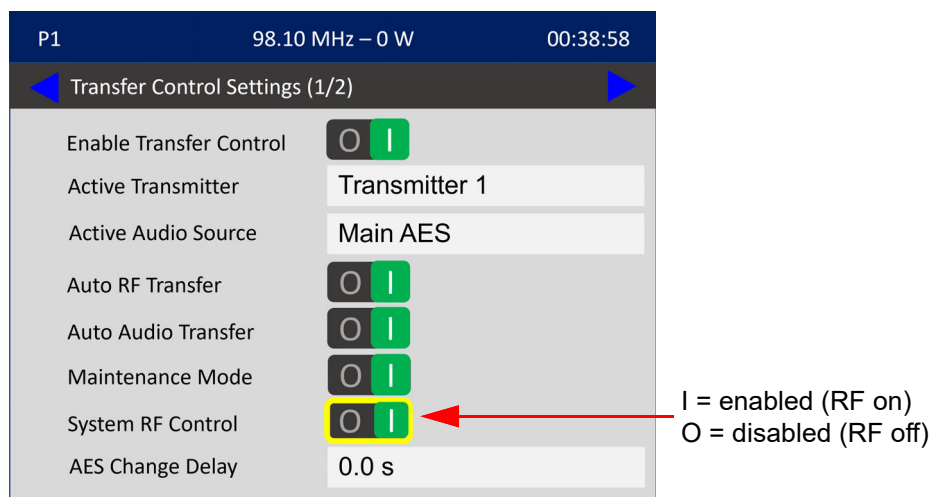 P1 98.10 MHz – 0 W 00:38:58
Transfer Control Settings (1/2)
Enable Transfer Control O I
Active Transmitter Transmitter 1
Active Audio Source Main AES
Auto RF Transfer O I
Auto Audio Transfer O I
Maintenance Mode O I
System RF Control O I
I = enabled (RF on)
O = disabled (RF off)
AES Change Delay 0.0 s